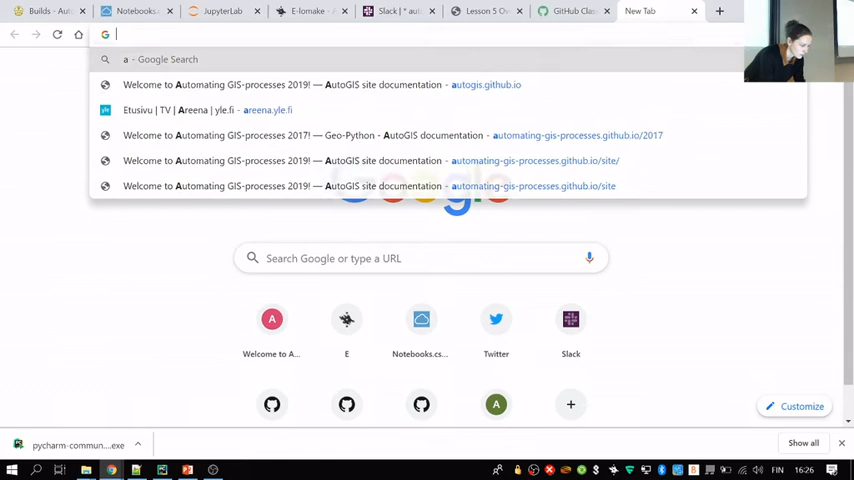 Builds - Auto
Notebooks.c
JupyterLab
E-lomake -
Slack | * auto
Lesson 5 Ov
GitHub Clas
New Tab
a - Google Search
Welcome to Automating GIS-processes 2019! — AutoGIS site documentation - autogis.github.io
yle
Etusivu | TV | Areena | yle.fi - areena.yle.fi
Welcome to Automating GIS-processes 2017! — Geo-Python - AutoGIS documentation - automating-gis-processes.github.io/2017
Welcome to Automating GIS-processes 2019! — AutoGIS site documentation - automating-gis-processes.github.io/site/
Welcome to Automating GIS-processes 2019! — AutoGIS site documentation - automating-gis-processes.github.io/site
Search Google or type a URL
A
Welcome to A...
E
Notebooks.cs...
Twitter
Slack
A
Customize
pycharm-commun....exe
Show all
FIN
16:26